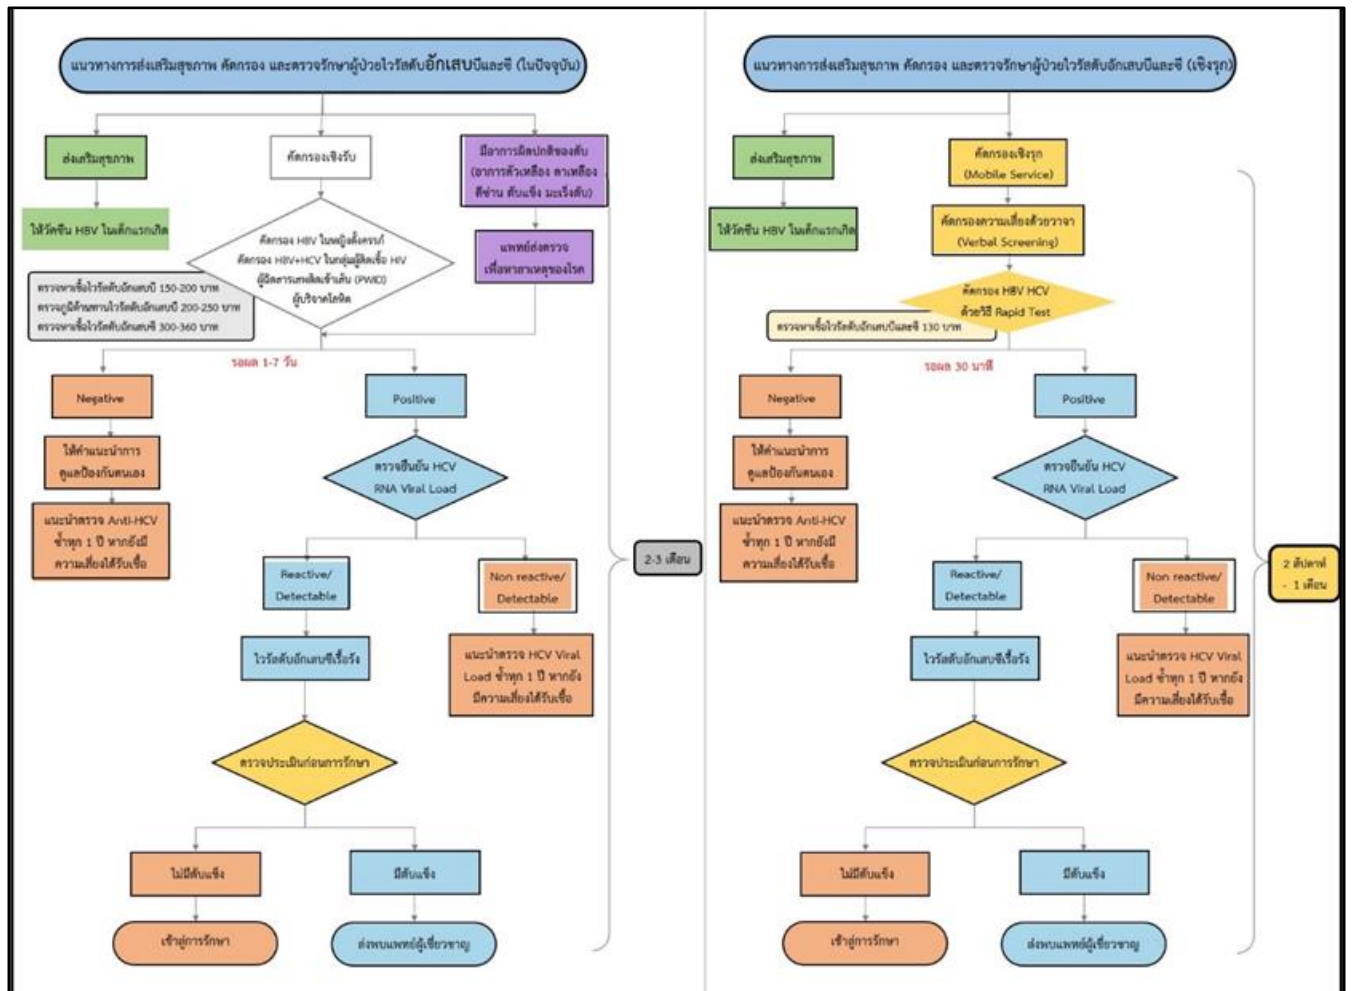 แนวทางการส่งเสริมสุขภาพ คัดกรอง และตรวจรักษาผู้ป่วยไวรัสตับอักเสบบีและซี (ในปัจจุบัน)
ส่งเสริมสุขภาพ
คัดกรองเชิงรับ
มีอาการผิดปกติของตับ
(อาการตัวเหลือง ตาเหลือง
ดีซ่าน ตับแข็ง มะเร็งตับ)
ให้วัคซีน HBV ในเด็กแรกเกิด
คัดกรอง HBV ในหญิงตั้งครรภ์
คัดกรอง HBV+HCV ในกลุ่มผู้ติดเชื้อ HIV
ผู้ฉีดสารเสพติดเข้าเส้น (PWID)
ผู้บริจาคโลหิต
แพทย์ส่งตรวจ
เพื่อหาสาเหตุของโรค
ตรวจหาเชื้อไวรัสตับอักเสบบี 150-200 บาท
ตรวจภูมิต้านทานไวรัสตับอักเสบบี 200-250 บาท
ตรวจหาเชื้อไวรัสตับอักเสบซี 300-360 บาท
รอผล 1-7 วัน
Negative
Positive
ให้คำแนะนำการ
ดูแลป้องกันตนเอง
ตรวจยืนยัน HCV
RNA Viral Load
แนะนำตรวจ Anti-HCV
ซ้ำทุก 1 ปี หากยังมี
ความเสี่ยงได้รับเชื้อ
2-3 เดือน
Reactive/
Detectable
Non reactive/
Detectable
ไวรัสตับอักเสบซีเรื้อรัง
แนะนำตรวจ HCV Viral
Load ซ้ำทุก 1 ปี หากยัง
มีความเสี่ยงได้รับเชื้อ
ตรวจประเมินก่อนการรักษา
ไม่มีตับแข็ง
มีตับแข็ง
เข้าสู่การรักษา
ส่งพบแพทย์ผู้เชี่ยวชาญ
แนวทางการส่งเสริมสุขภาพ คัดกรอง และตรวจรักษาผู้ป่วยไวรัสตับอักเสบบีและซี (เชิงรุก)
ส่งเสริมสุขภาพ
คัดกรองเชิงรุก
(Mobile Service)
ให้วัคซีน HBV ในเด็กแรกเกิด
คัดกรองความเสี่ยงด้วยวาจา
(Verbal Screening)
คัดกรอง HBV HCV
ด้วยวิธี Rapid Test
ตรวจหาเชื้อไวรัสตับอักเสบบีและซี 130 บาท
รอผล 30 นาที
Negative
Positive
ให้คำแนะนำการ
ดูแลป้องกันตนเอง
ตรวจยืนยัน HCV
RNA Viral Load
แนะนำตรวจ Anti-HCV
ซ้ำทุก 1 ปี หากยังมี
ความเสี่ยงได้รับเชื้อ
2 สัปดาห์
- 1 เดือน
Reactive/
Detectable
Non reactive/
Detectable
ไวรัสตับอักเสบซีเรื้อรัง
แนะนำตรวจ HCV Viral
Load ซ้ำทุก 1 ปี หากยัง
มีความเสี่ยงได้รับเชื้อ
ตรวจประเมินก่อนการรักษา
ไม่มีตับแข็ง
มีตับแข็ง
เข้าสู่การรักษา
ส่งพบแพทย์ผู้เชี่ยวชาญ